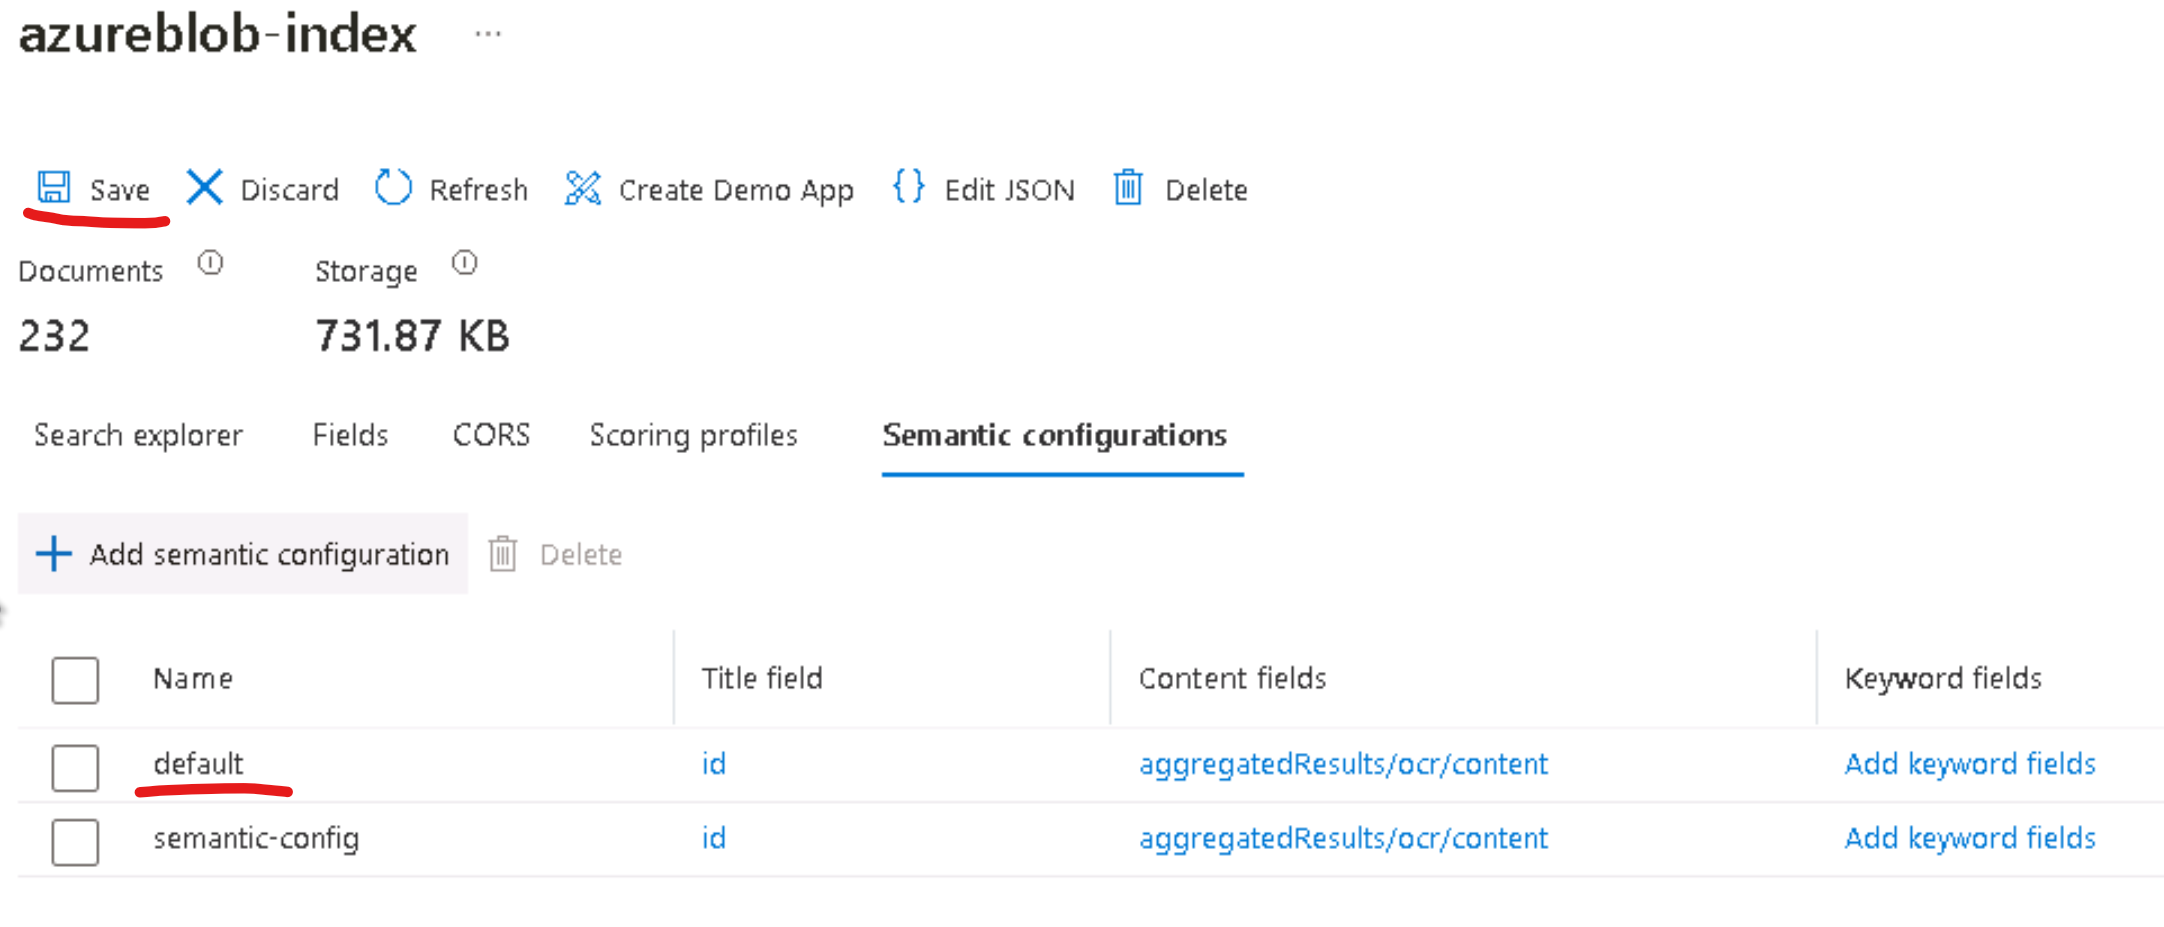 azureblob-index ...
Save Discard Refresh Create Demo App {} Edit JSON Delete
Documents Storage
232 731.87 KB
Search explorer Fields CORS Scoring profiles Semantic configurations
+ Add semantic configuration Delete
Name Title field Content fields Keyword fields
default id aggregatedResults/ocr/content Add keyword fields
semantic-config id aggregatedResults/ocr/content Add keyword fields